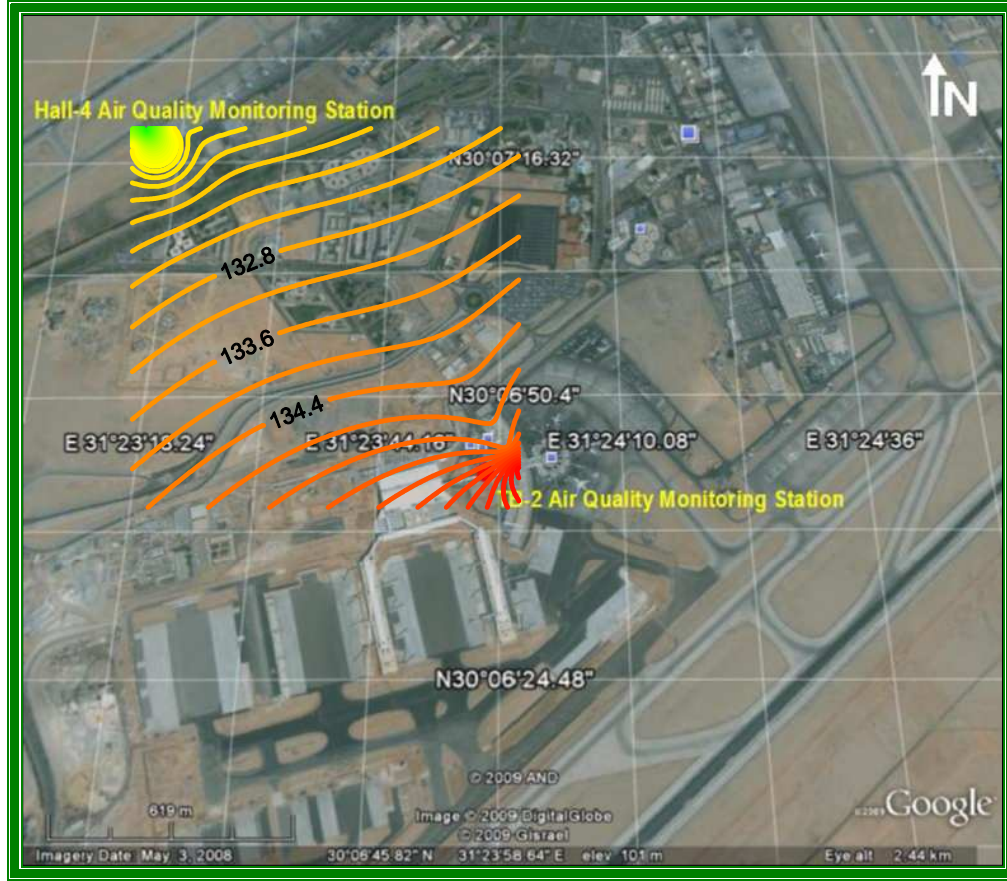 N
Hall-4 Air Quality Monitoring Station
N30°07'16.32"
132.8
133.6
134.4
N30°06'50.4"
E 31°23'18.24" E 31°23'44.16" E 31°24'10.08" E 31°24'36"
-2 Air Quality Monitoring Station
N30°06'24.48"
© 2009 AND
619 m
Image © 2009 DigitalGlobe
© 2009 Gisrael
©2009 Google
Imagery Date: May 3, 2008 30°06'45.82" N 31°23'58.64" E elev 101 m Eye alt 2.44 km